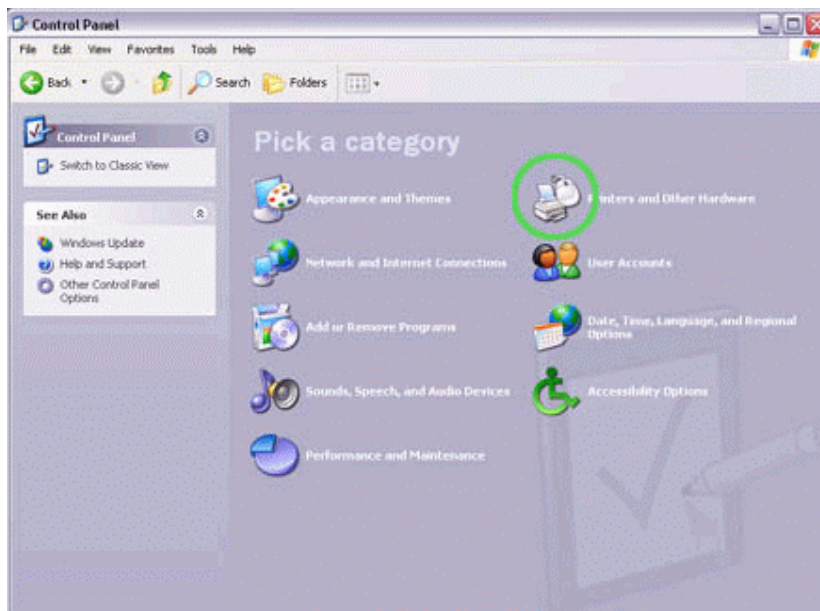 Control Panel
File Edit View Favorites Tools Help
Back Search Folders
Control Panel
Switch to Classic View
See Also
Windows Update
Help and Support
Other Control Panel
Options
Pick a category
Appearance and Themes
Printers and Other Hardware
Network and Internet Connections
User Accounts
Add or Remove Programs
Date, Time, Language, and Regional
Options
Sounds, Speech, and Audio Devices
Accessibility Options
Performance and Maintenance